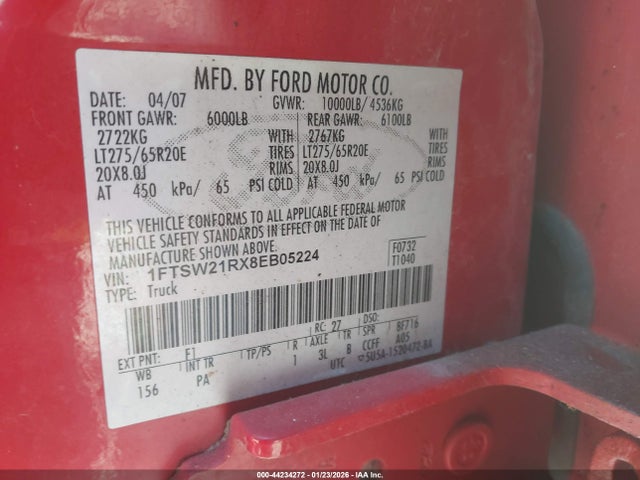 MFD. BY FORD MOTOR CO.
DATE: 04/07 GVWR: 10000LB/ 4536KG
FRONT GAWR: 6000LB REAR GAWR: 6100LB
2722KG WITH 2767KG WITH
LT275/65R20E TIRES LT275/65R20E TIRES
20X8.0J RIMS 20X8.0J RIMS
AT 450 kPa/ 65 PSI COLD AT 450 kPa/ 65 PSI COLD
THIS VEHICLE CONFORMS TO ALL APPLICABLE FEDERAL MOTOR
VEHICLE SAFETY STANDARDS IN EFFECT ON THE DATE OF
MANUFACTURE SHOWN ABOVE.
VIN: 1FTSW21RX8EB05224 F0732
TYPE: Truck T1040
RC: 27 DSO:
EXT PNT: F1 TP/PS R AXLE TR SPR 8F716
WB INT TR 1 3L B CCFF A05
156 PA UTC 5U5A-1520472-BA
000-44234272 - 01/23/2026 - IAAI.COM